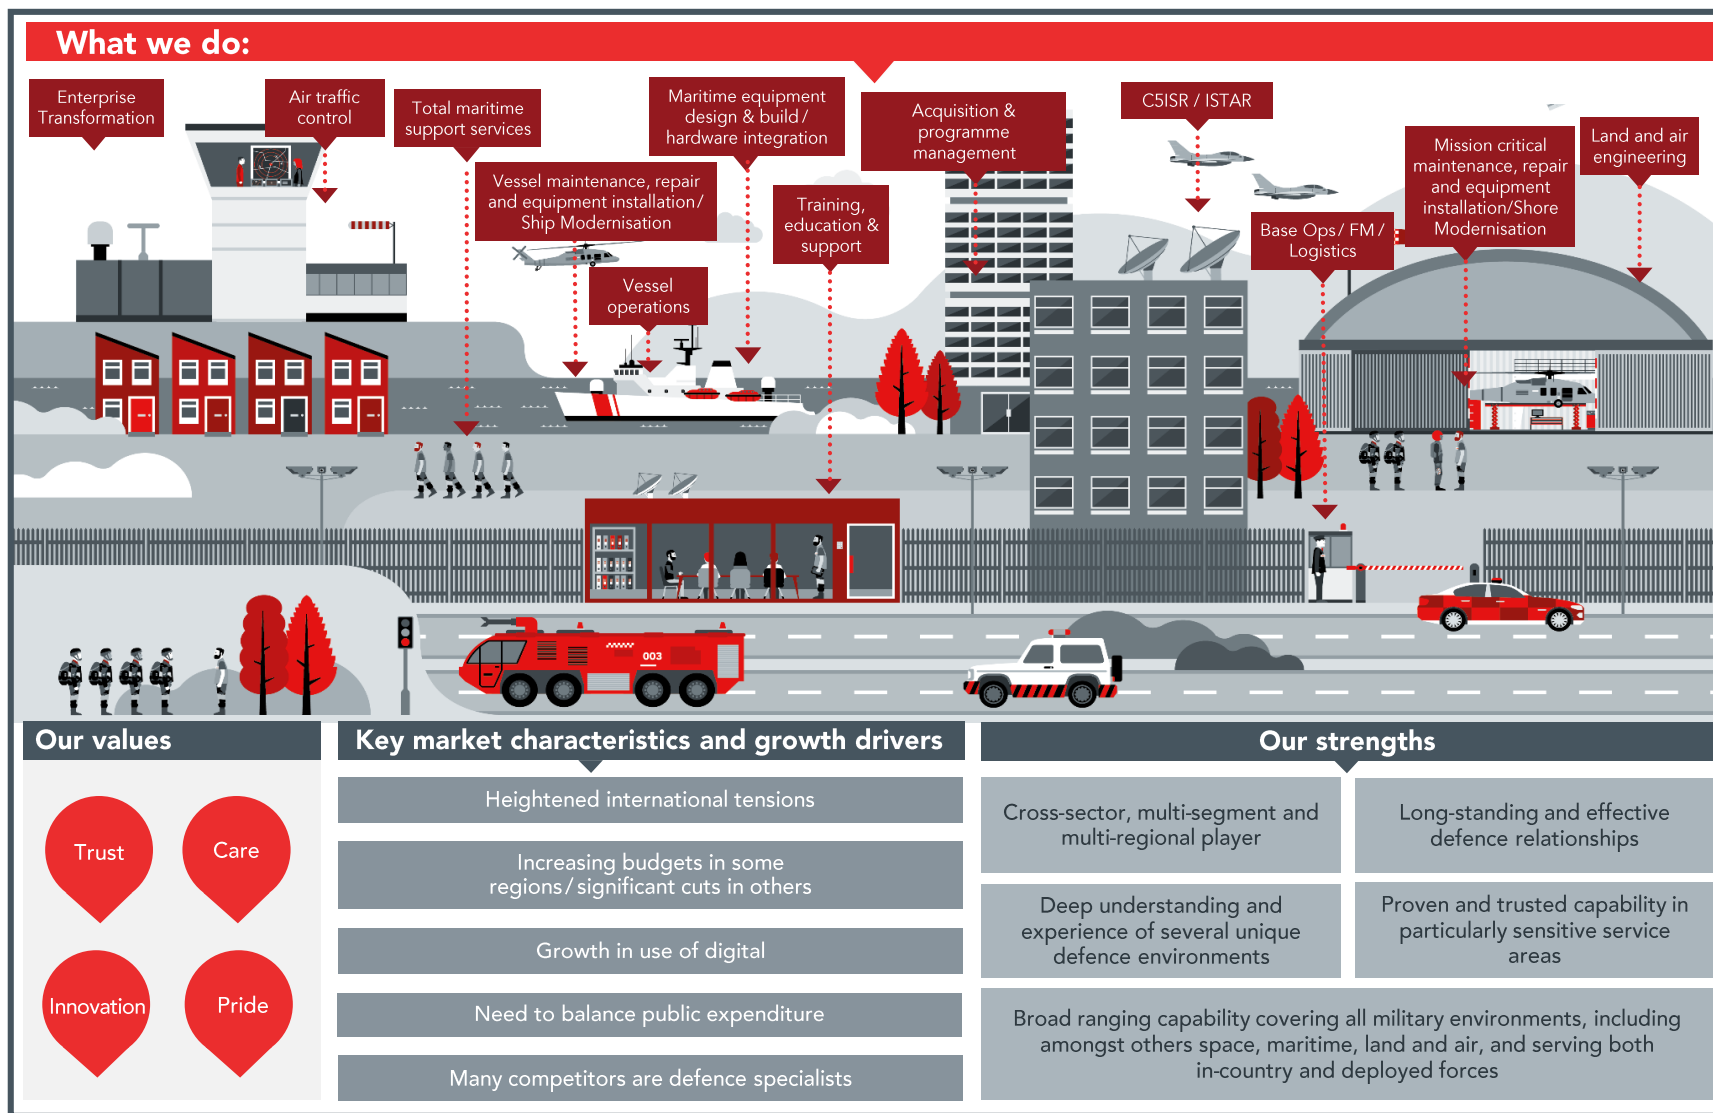 What we do:
Enterprise
Transformation
Air traffic
control
Total maritime
support services
Vessel maintenance, repair
and equipment installation/
Ship Modernisation
Vessel
operations
Maritime equipment
design & build/
hardware integration
Training,
education &
support
Acquisition &
programme
management
C5ISR / ISTAR
Base Ops/ FM/
Logistics
Mission critical
maintenance, repair
and equipment
installation/Shore
Modernisation
Land and air
engineering
003
Our values
Trust
Care
Innovation
Pride
Key market characteristics and growth drivers
Heightened international tensions
Increasing budgets in some
regions/significant cuts in others
Growth in use of digital
Need to balance public expenditure
Many competitors are defence specialists
Our strengths
Cross-sector, multi-segment and
multi-regional player
Long-standing and effective
defence relationships
Deep understanding and
experience of several unique
defence environments
Proven and trusted capability in
particularly sensitive service
areas
Broad ranging capability covering all military environments, including
amongst others space, maritime, land and air, and serving both
in-country and deployed forces